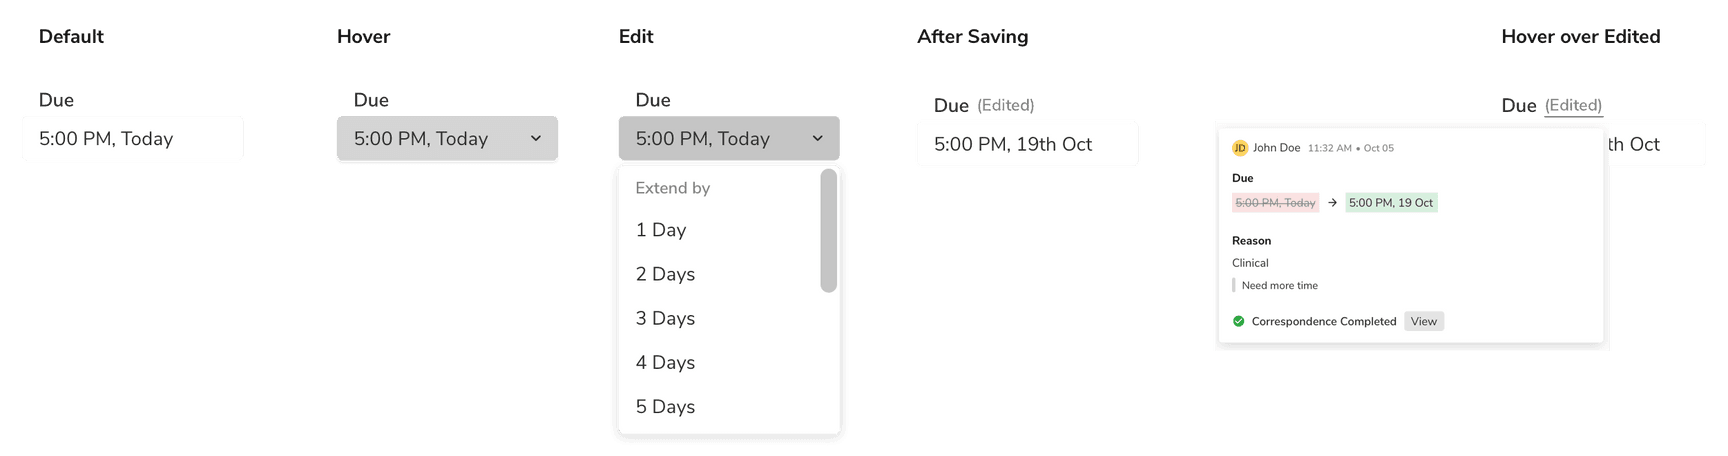 Default
Due
5:00 PM, Today
Hover
Due
5:00 PM, Today
Edit
Due
5:00 PM, Today
Extend by
1 Day
2 Days
3 Days
4 Days
5 Days
After Saving
Due (Edited)
5:00 PM, 19th Oct
Hover over Edited
Due (Edited)
th Oct
JD John Doe 11:32 AM • Oct 05
Due
5:00 PM, Today → 5:00 PM, 19 Oct
Reason
Clinical
Need more time
Correspondence Completed View